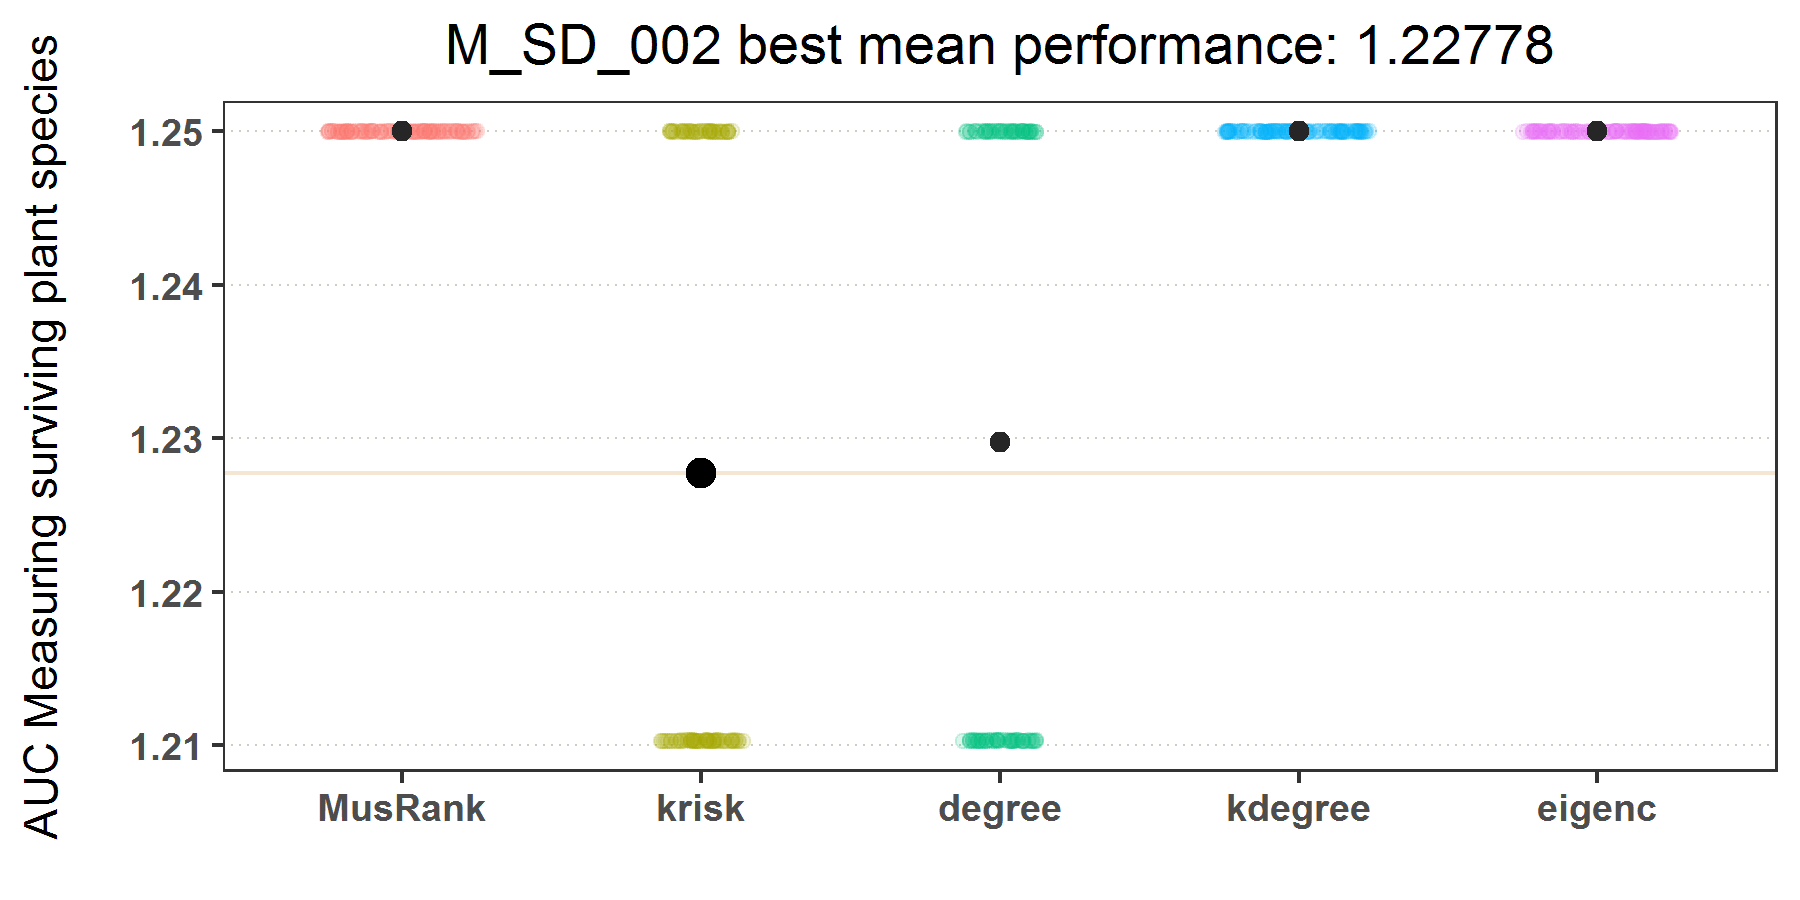 M_SD_002 best mean performance: 1.22778
AUC Measuring surviving plant species
1.25
1.24
1.23
1.22
1.21
MusRank krisk degree kdegree eigenc